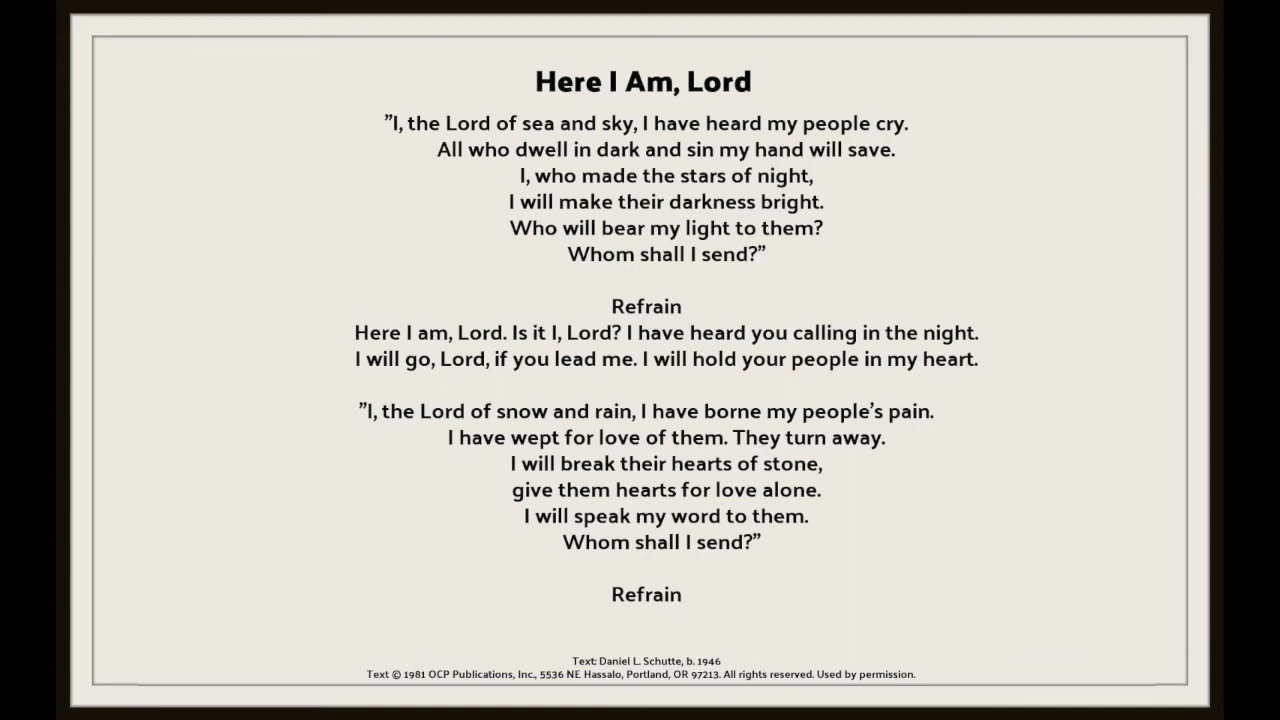 Here I Am, Lord
”I, the Lord of sea and sky, I have heard my people cry.
All who dwell in dark and sin my hand will save.
I, who made the stars of night,
I will make their darkness bright.
Who will bear my light to them?
Whom shall I send?”
Refrain
Here I am, Lord. Is it I, Lord? I have heard you calling in the night.
I will go, Lord, if you lead me. I will hold your people in my heart.
”I, the Lord of snow and rain, I have borne my people’s pain.
I have wept for love of them. They turn away.
I will break their hearts of stone,
give them hearts for love alone.
I will speak my word to them.
Whom shall I send?”
Refrain
Text: Daniel L. Schutte, b. 1946
Text © 1981 OCP Publications, Inc., 5536 NE Hassalo, Portland, OR 97213. All rights reserved. Used by permission.